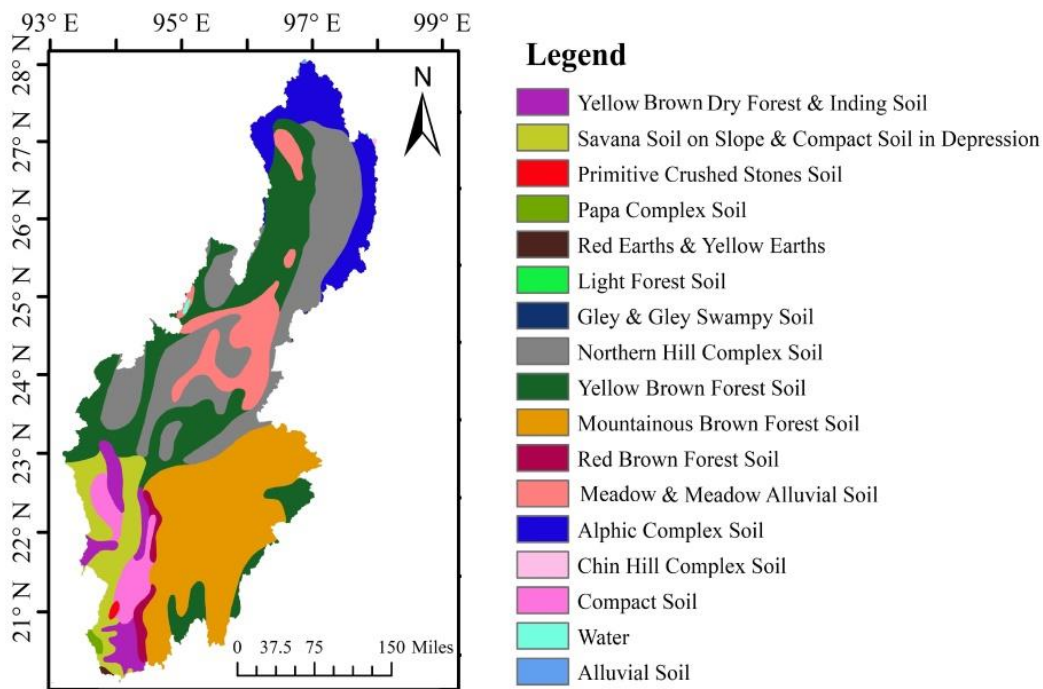 93° E 95° E 97° E 99° E
28° N
27° N
26° N
25° N
24° N
23° N
22° N
21° N
N
0 37.5 75 150 Miles
Legend
Yellow Brown Dry Forest & Inding Soil
Savana Soil on Slope & Compact Soil in Depression
Primitive Crushed Stones Soil
Papa Complex Soil
Red Earths & Yellow Earths
Light Forest Soil
Gley & Gley Swampy Soil
Northern Hill Complex Soil
Yellow Brown Forest Soil
Mountainous Brown Forest Soil
Red Brown Forest Soil
Meadow & Meadow Alluvial Soil
Alphic Complex Soil
Chin Hill Complex Soil
Compact Soil
Water
Alluvial Soil